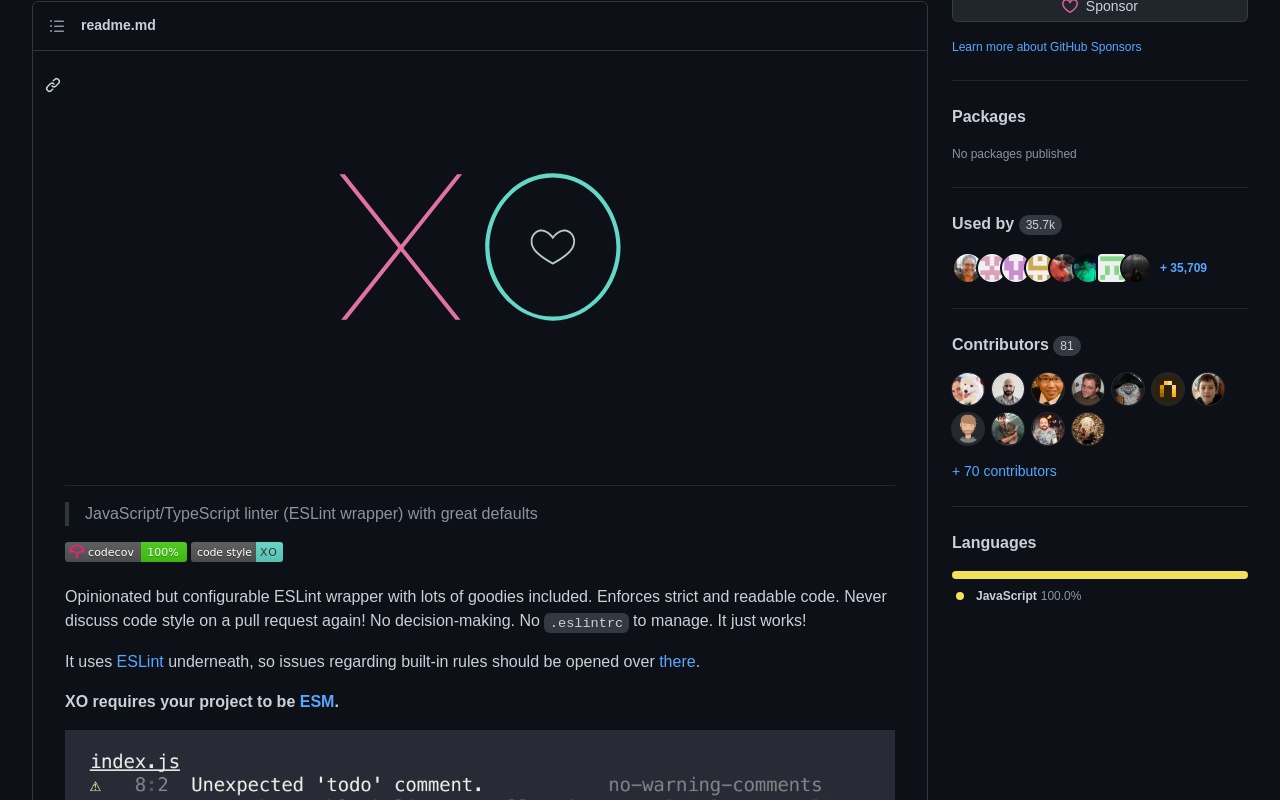 readme.md
XO
JavaScript/TypeScript linter (ESLint wrapper) with great defaults
codecov 100% code style XO
Opinionated but configurable ESLint wrapper with lots of goodies included. Enforces strict and readable code. Never
discuss code style on a pull request again! No decision-making. No .eslintrc to manage. It just works!
It uses ESLint underneath, so issues regarding built-in rules should be opened over there.
XO requires your project to be ESM.
index.js
⚠ 8:2 Unexpected 'todo' comment. no-warning-comments
Sponsor
Learn more about GitHub Sponsors
Packages
No packages published
Used by 35.7k
+ 35,709
Contributors 81
+ 70 contributors
Languages
JavaScript 100.0%